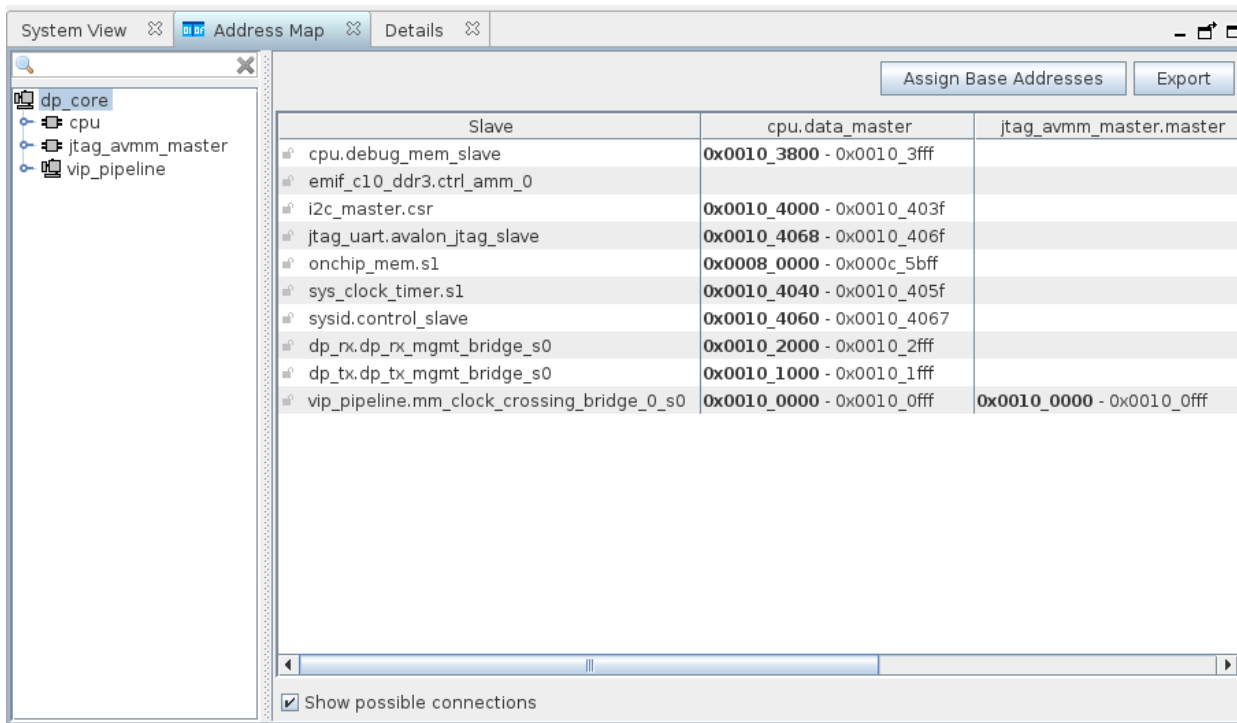 System View Address Map Details
Assign Base Addresses Export
dp_core
cpu
jtag_avmm_master
vip_pipeline
Slave cpu.data_master jtag_avmm_master.master
cpu.debug_mem_slave 0x0010_3800 - 0x0010_3fff
emif_c10_ddr3.ctrl_amm_0
i2c_master.csr 0x0010_4000 - 0x0010_403f
jtag_uart.avalon_jtag_slave 0x0010_4068 - 0x0010_406f
onchip_mem.s1 0x0008_0000 - 0x000c_5bff
sys_clock_timer.s1 0x0010_4040 - 0x0010_405f
sysid.control_slave 0x0010_4060 - 0x0010_4067
dp_rx.dp_rx_mgmt_bridge_s0 0x0010_2000 - 0x0010_2fff
dp_tx.dp_tx_mgmt_bridge_s0 0x0010_1000 - 0x0010_1fff
vip_pipeline.mm_clock_crossing_bridge_0_s0 0x0010_0000 - 0x0010_0fff 0x0010_0000 - 0x0010_0fff
Show possible connections